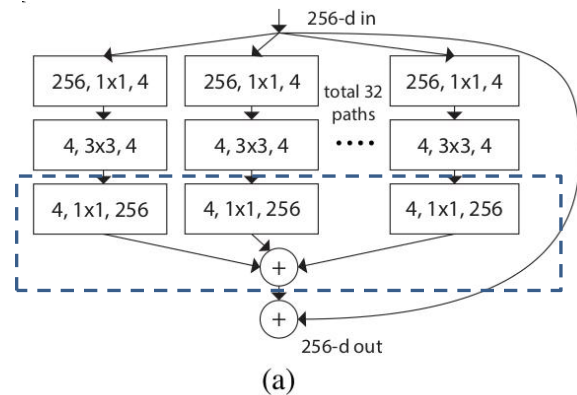 256-d in
256, 1x1, 4
256, 1x1, 4
total 32
paths
....
256, 1x1, 4
4, 3x3, 4
4, 3x3, 4
4, 3x3, 4
4, 1x1, 256
4, 1x1, 256
4, 1x1, 256
+
+
256-d out
(a)